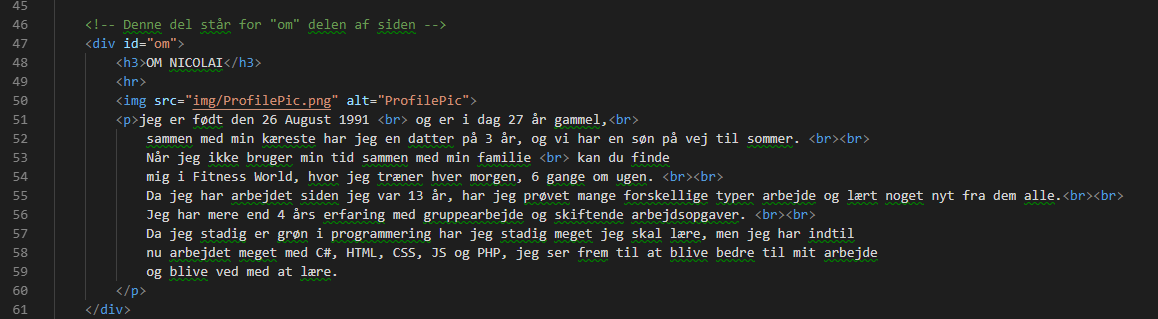 45
46 <!-- Denne del står for "om" delen af siden -->
47 <div id="om">
48 <h3>OM NICOLAI</h3>
49 <hr>
50 <img src="img/ProfilePic.png" alt="ProfilePic">
51 <p>jeg er født den 26 August 1991 <br> og er i dag 27 år gammel,<br>
52 sammen med min kæreste har jeg en datter på 3 år, og vi har en søn på vej til sommer. <br><br>
53 Når jeg ikke bruger min tid sammen med min familie <br> kan du finde
54 mig i Fitness World, hvor jeg træner hver morgen, 6 gange om ugen. <br><br>
55 Da jeg har arbejdet siden jeg var 13 år, har jeg prøvet mange forskellige typer arbejde og lært noget nyt fra dem alle.<br><br>
56 Jeg har mere end 4 års erfaring med gruppearbejde og skiftende arbejdsopgaver. <br><br>
57 Da jeg stadig er grøn i programmering har jeg stadig meget jeg skal lære, men jeg har indtil
58 nu arbejdet meget med C#, HTML, CSS, JS og PHP, jeg ser frem til at blive bedre til mit arbejde
59 og blive ved med at lære.
60 </p>
61 </div>